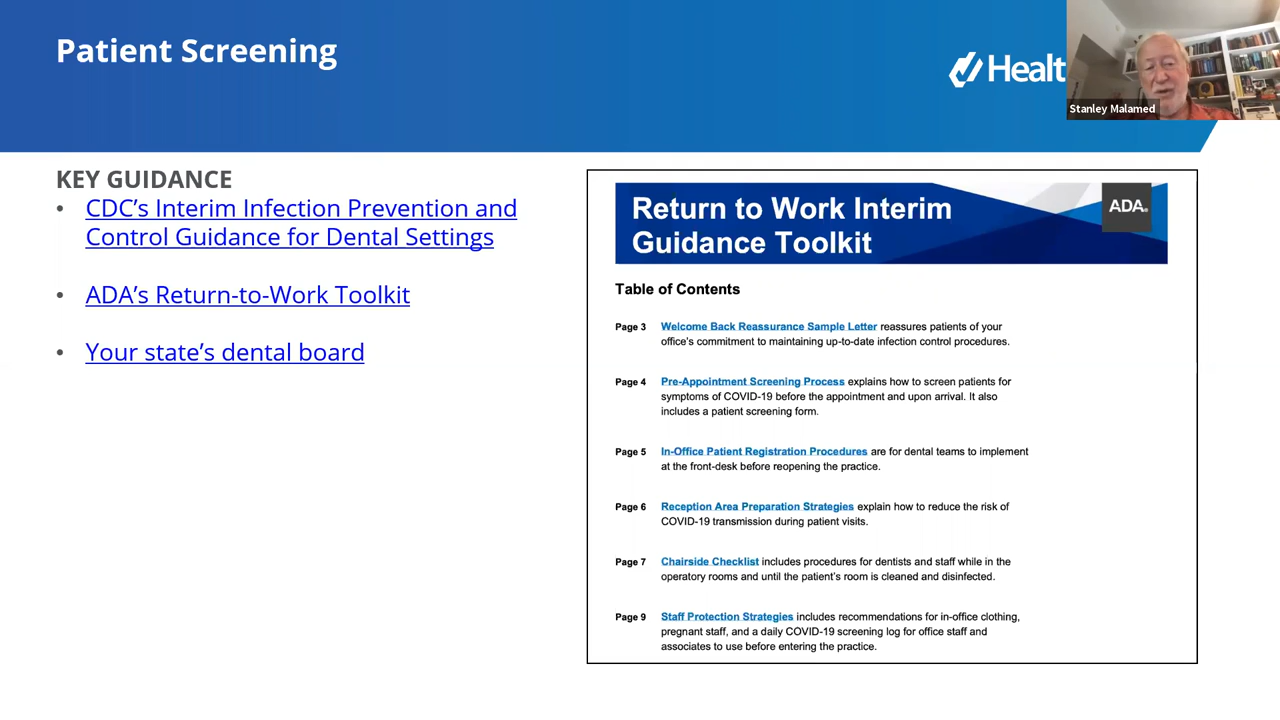 Patient Screening
Healt
Stanley Malamed
KEY GUIDANCE
• CDC's Interim Infection Prevention and
Control Guidance for Dental Settings
• ADA's Return-to-Work Toolkit
• Your state's dental board
Return to Work Interim
Guidance Toolkit
ADA.
Table of Contents
Page 3 Welcome Back Reassurance Sample Letter reassures patients of your
office's commitment to maintaining up-to-date infection control procedures.
Page 4 Pre-Appointment Screening Process explains how to screen patients for
symptoms of COVID-19 before the appointment and upon arrival. It also
includes a patient screening form.
Page 5 In-Office Patient Registration Procedures are for dental teams to implement
at the front-desk before reopening the practice.
Page 6 Reception Area Preparation Strategies explain how to reduce the risk of
COVID-19 transmission during patient visits.
Page 7 Chairside Checklist includes procedures for dentists and staff while in the
operatory rooms and until the patient's room is cleaned and disinfected.
Page 9 Staff Protection Strategies includes recommendations for in-office clothing,
pregnant staff, and a daily COVID-19 screening log for office staff and
associates to use before entering the practice.